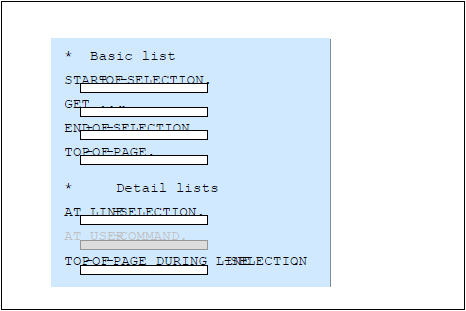 * Basic list
START-OF-SELECTION.
GET ...
END-OF-SELECTION
TOP-OF-PAGE.
* Detail lists
AT LINE-SELECTION.
AT USER-COMMAND.
TOP-OF-PAGE DURING LINE-SELECTION.